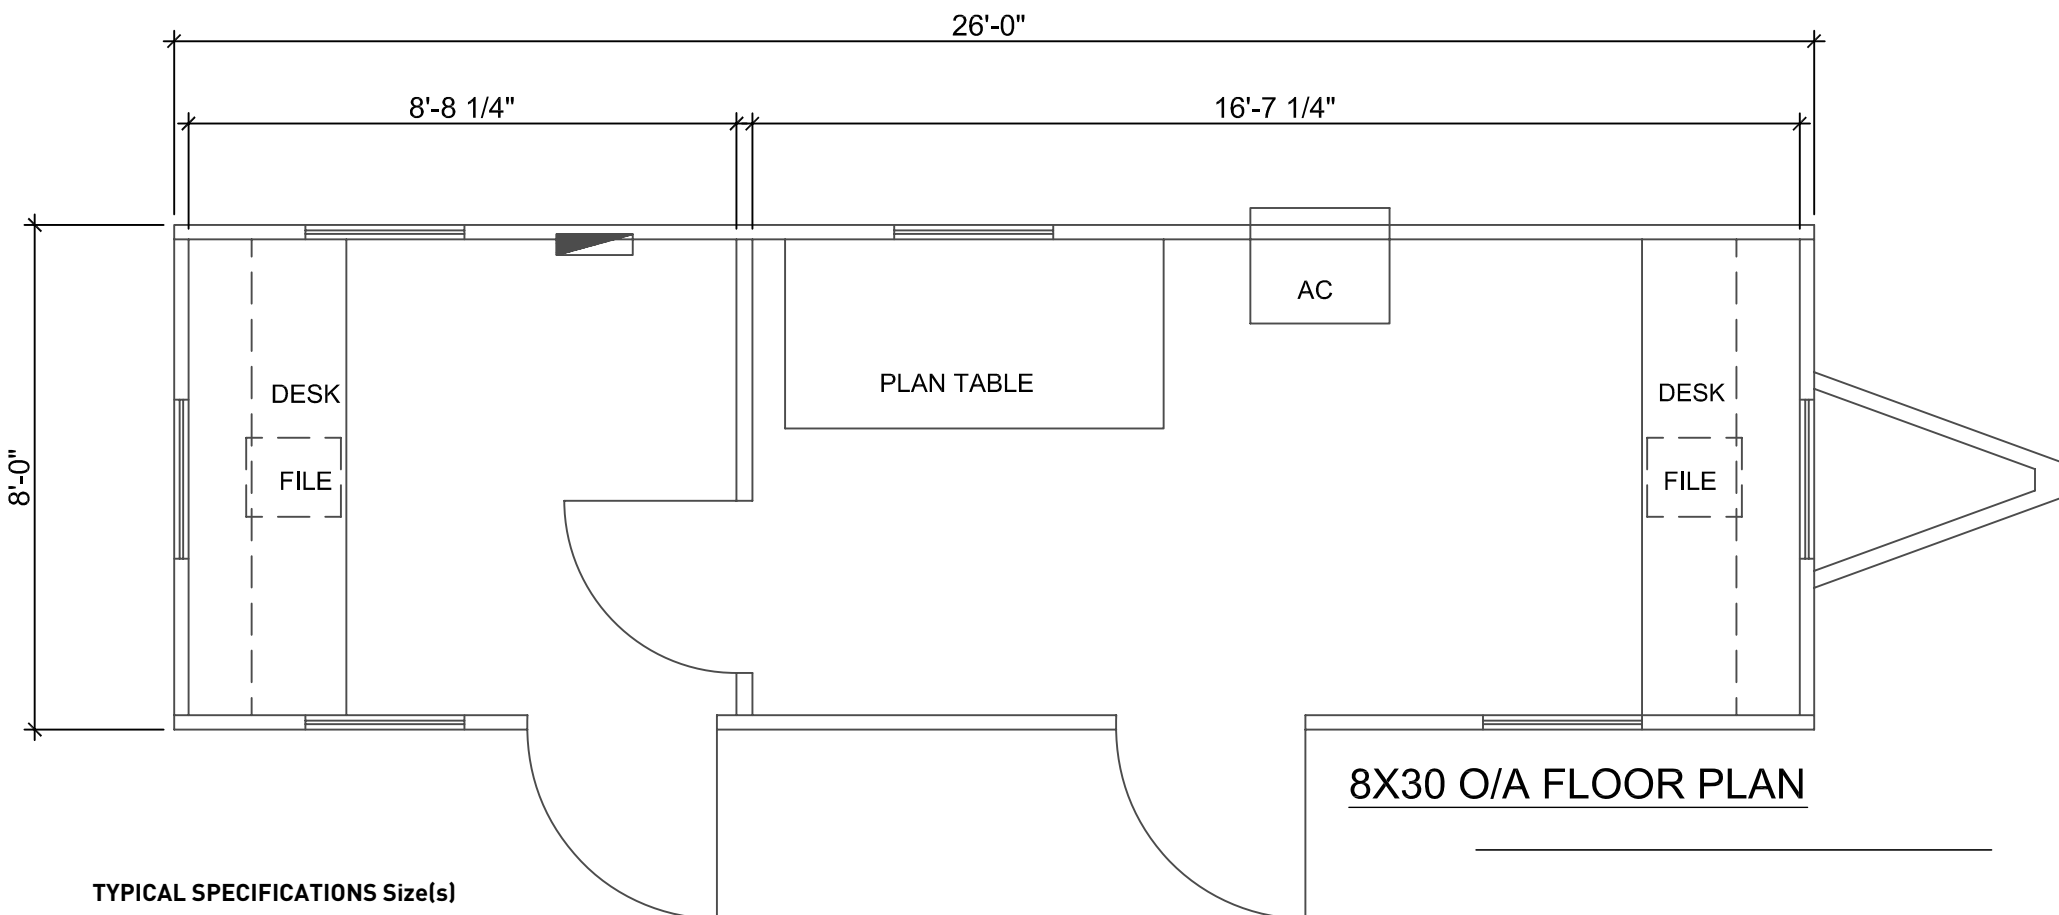 26'-0"
8'-8 1/4"
16'-7 1/4"
8'-0"
AC
PLAN TABLE
DESK
DESK
FILE
FILE
8X30 O/A FLOOR PLAN
TYPICAL SPECIFICATIONS Size(s)